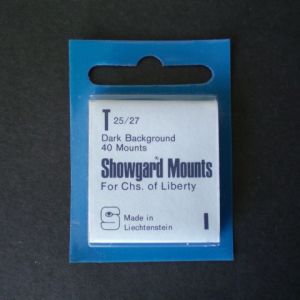 T 25/27
Dark Background
40 Mounts
Showgard Mounts
For Chs. of Liberty
S Made in
Liechtenstein